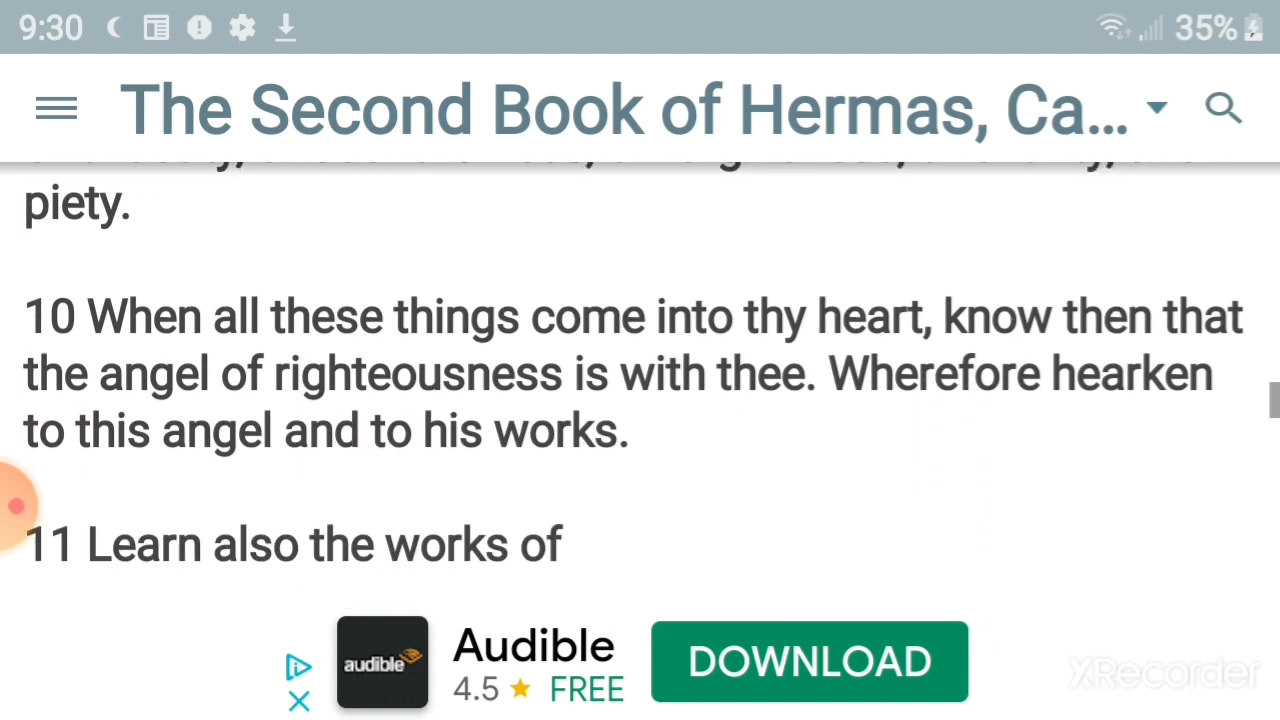 9:30
35%
The Second Book of Hermas, Ca...
piety.
10 When all these things come into thy heart, know then that
the angel of righteousness is with thee. Wherefore hearken
to this angel and to his works.
11 Learn also the works of
audible
Audible
4.5 ★ FREE
DOWNLOAD
XRecorder